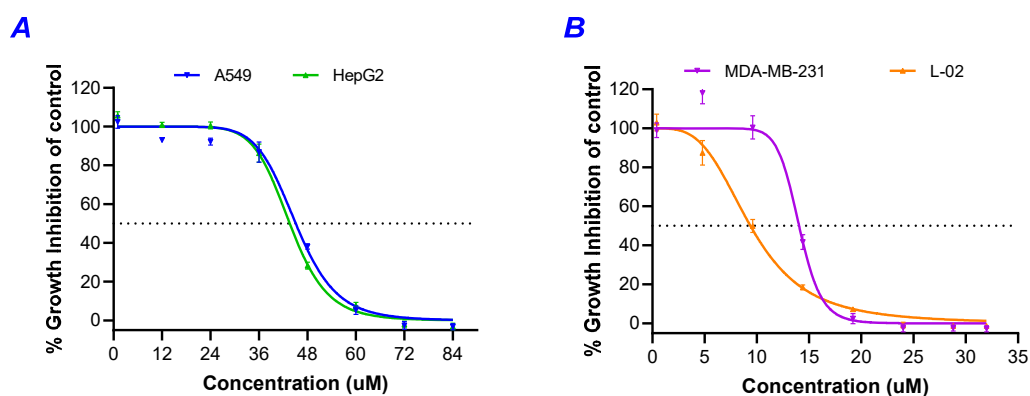 A
A549 HepG2
% Growth Inhibition of control
120
100
80
60
40
20
0
0 12 24 36 48 60 72 84
Concentration (uM)
B
MDA-MB-231 L-02
% Growth Inhibition of control
120
100
80
60
40
20
0
0 5 10 15 20 25 30 35
Concentration (uM)